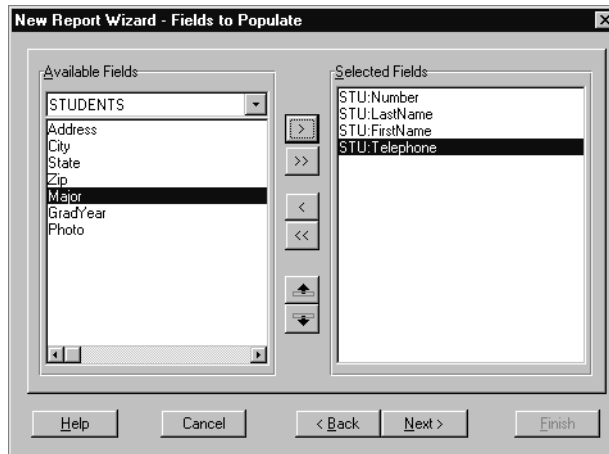 New Report Wizard - Fields to Populate
Available Fields
STUDENTS
Address
City
State
Zip
Major
GradYear
Photo
>
>>
<
<<
Selected Fields
STU:Number
STU:LastName
STU:FirstName
STU:Telephone
Help
Cancel
< Back
Next >
Finish